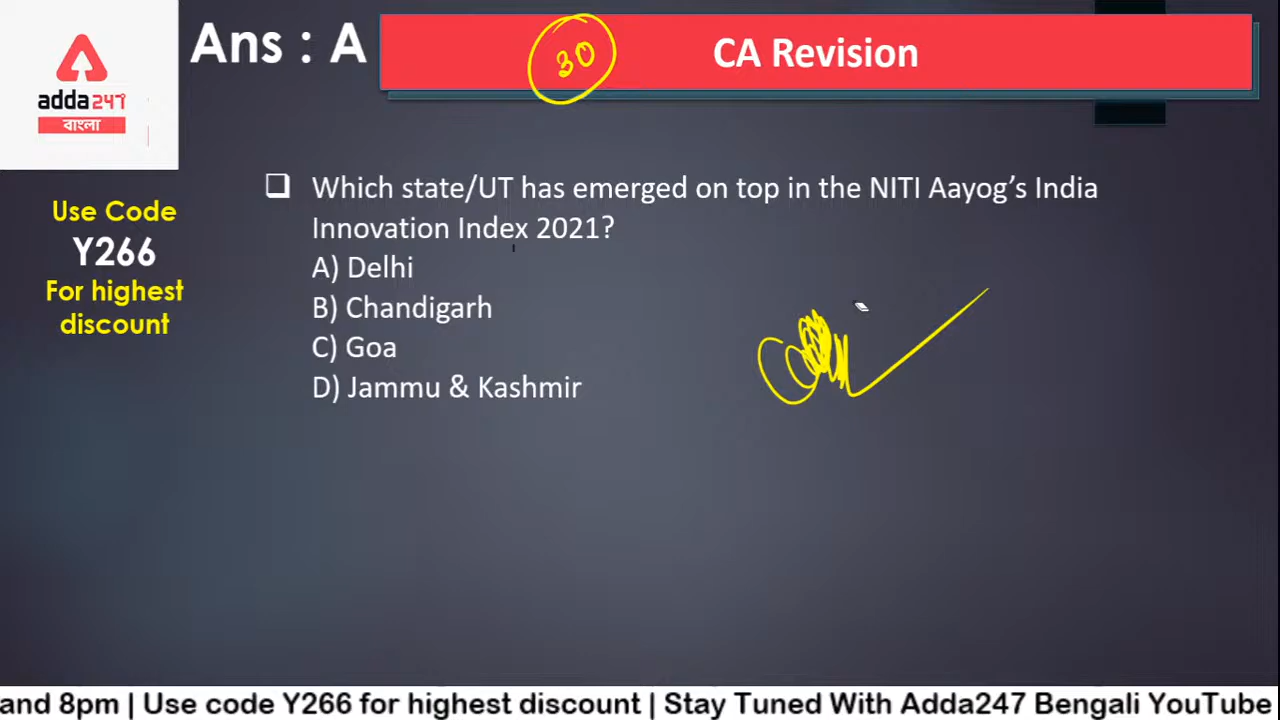 Ans : A
30
CA Revision
adda247
বাংলা
Use Code
Y266
For highest
discount
❑ Which state/UT has emerged on top in the NITI Aayog’s India
Innovation Index 2021?
A) Delhi
B) Chandigarh
C) Goa
D) Jammu & Kashmir
and 8pm | Use code Y266 for highest discount | Stay Tuned With Adda247 Bengali YouTube